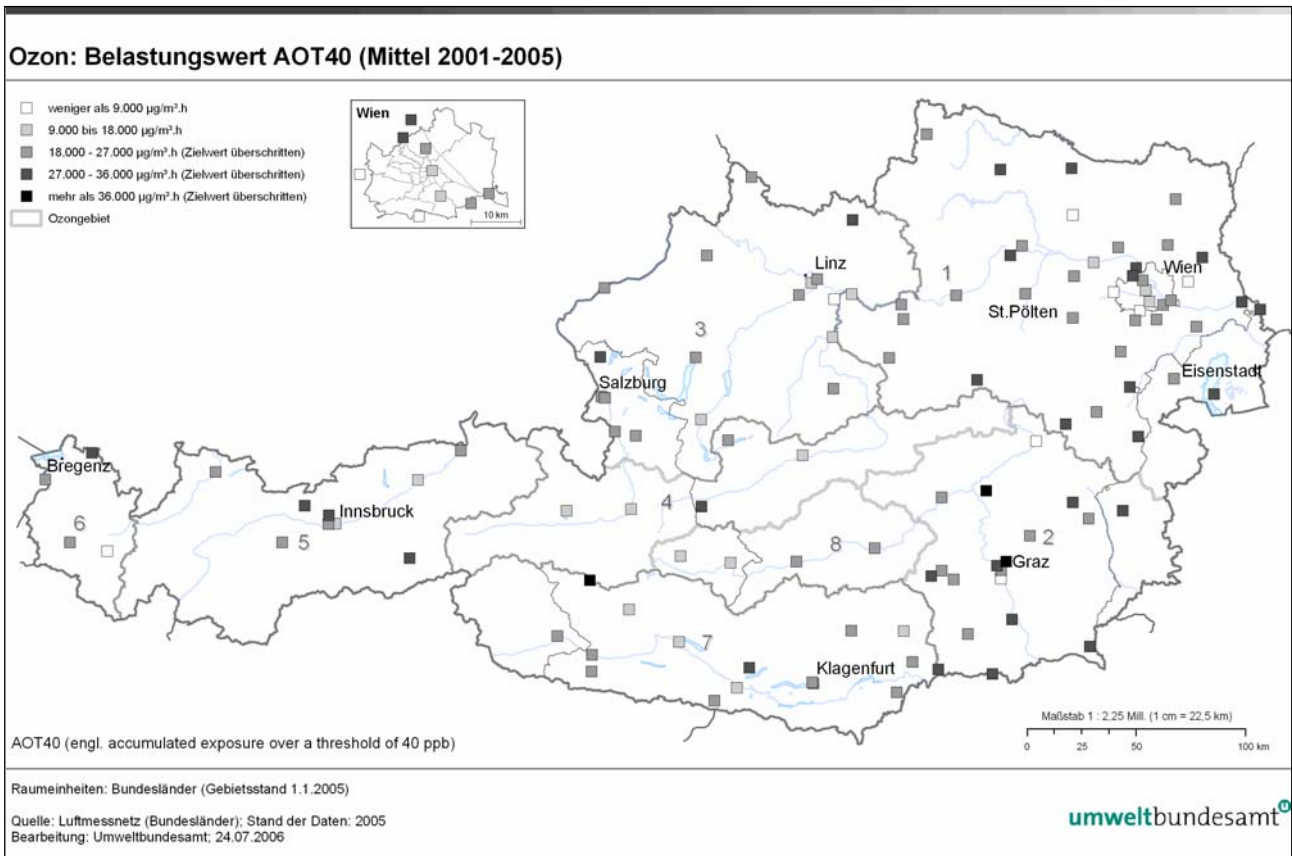 Ozon: Belastungswert AOT40 (Mittel 2001-2005)
weniger als 9.000 µg/m³.h
9.000 bis 18.000 µg/m³.h
18.000 - 27.000 µg/m³.h (Zielwert überschritten)
27.000 - 36.000 µg/m³.h (Zielwert überschritten)
mehr als 36.000 µg/m³.h (Zielwert überschritten)
Ozongebiet
Wien
10 km
Linz
1
Wien
St.Pölten
3
Salzburg
Eisenstadt
Bregenz
Innsbruck
4
6
5
8
2
Graz
7
Klagenfurt
Maßstab 1 : 2,25 Mill. (1 cm = 22,5 km)
0 25 50 100 km
AOT40 (engl. accumulated exposure over a threshold of 40 ppb)
Raumeinheiten: Bundesländer (Gebietsstand 1.1.2005)
Quelle: Luftmessnetz (Bundesländer); Stand der Daten: 2005
Bearbeitung: Umweltbundesamt; 24.07.2006
umweltbundesamt
u